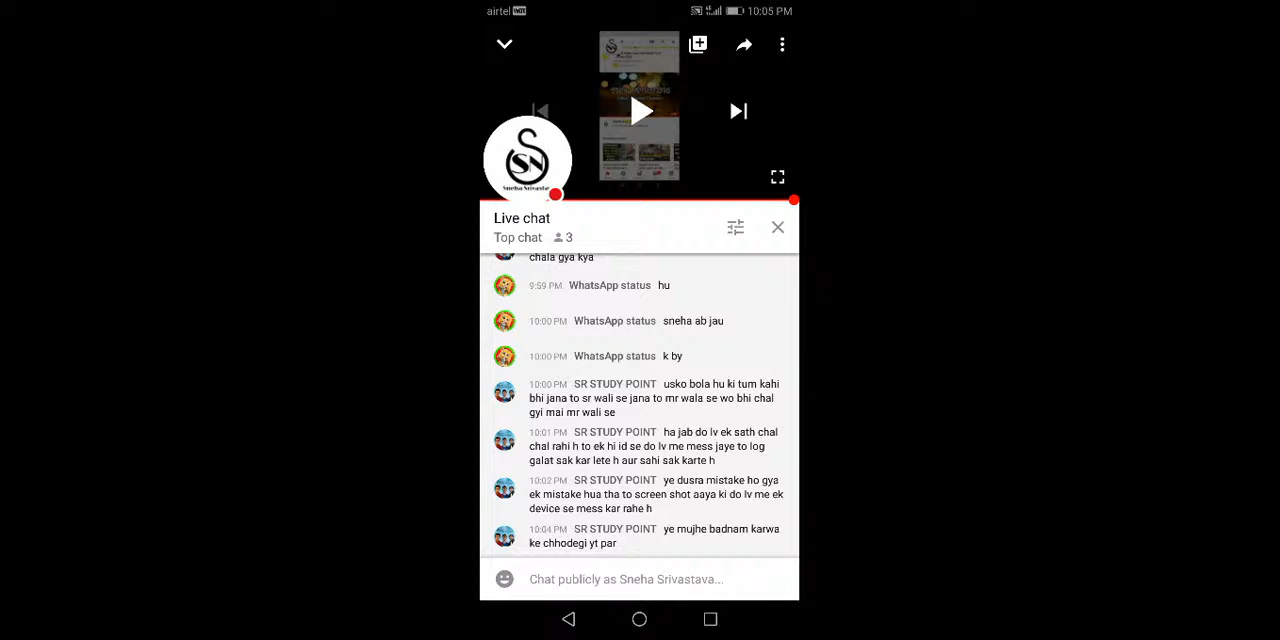 airtel VoLTE 10:05 PM
SN
Sneha Srivastava
Live chat
Top chat 3
chala gya kya
9:59 PM WhatsApp status hu
10:00 PM WhatsApp status sneha ab jau
10:00 PM WhatsApp status k by
10:00 PM SR STUDY POINT usko bola hu ki tum kahi
bhi jana to sr wali se jana to mr wala se wo bhi chal
gyi mai mr wali se
10:01 PM SR STUDY POINT ha jab do lv ek sath chal
chal rahi h to ek hi id se do lv me mess jaye to log
galat sak kar lete h aur sahi sak karte h
10:02 PM SR STUDY POINT ye dusra mistake ho gya
ek mistake hua tha to screen shot aaya ki do lv me ek
device se mess kar rahe h
10:04 PM SR STUDY POINT ye mujhe badnam karwa
ke chhodegi yt par
Chat publicly as Sneha Srivastava...